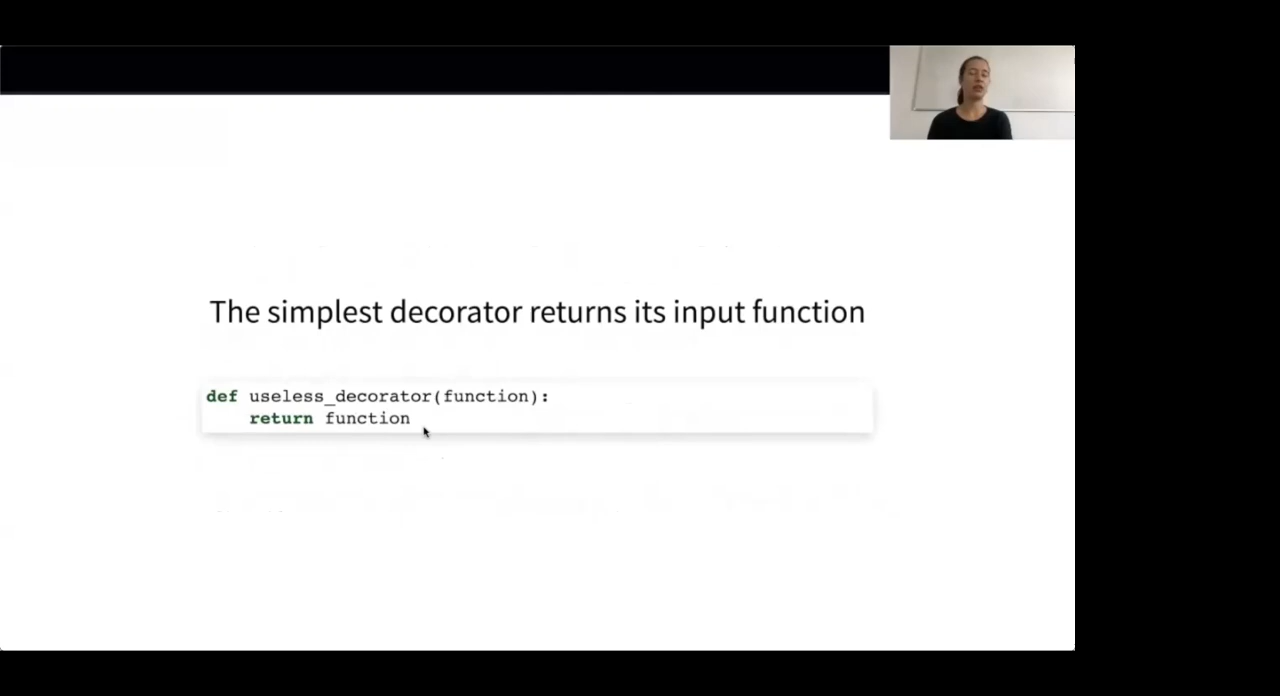 The simplest decorator returns its input function
def useless_decorator(function):
    return function